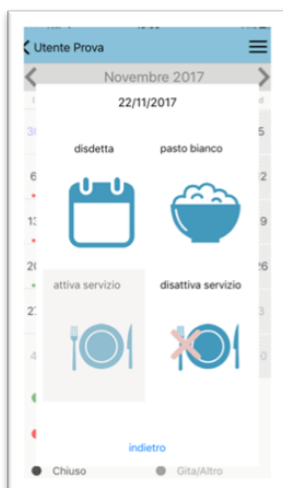 Utente Prova
Novembre 2017
22/11/2017
disdetta pasto bianco
attiva servizio disattiva servizio
indietro
Chiuso Gita/Altro